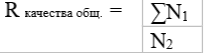 R качества общ. = ∑N₁
N₂